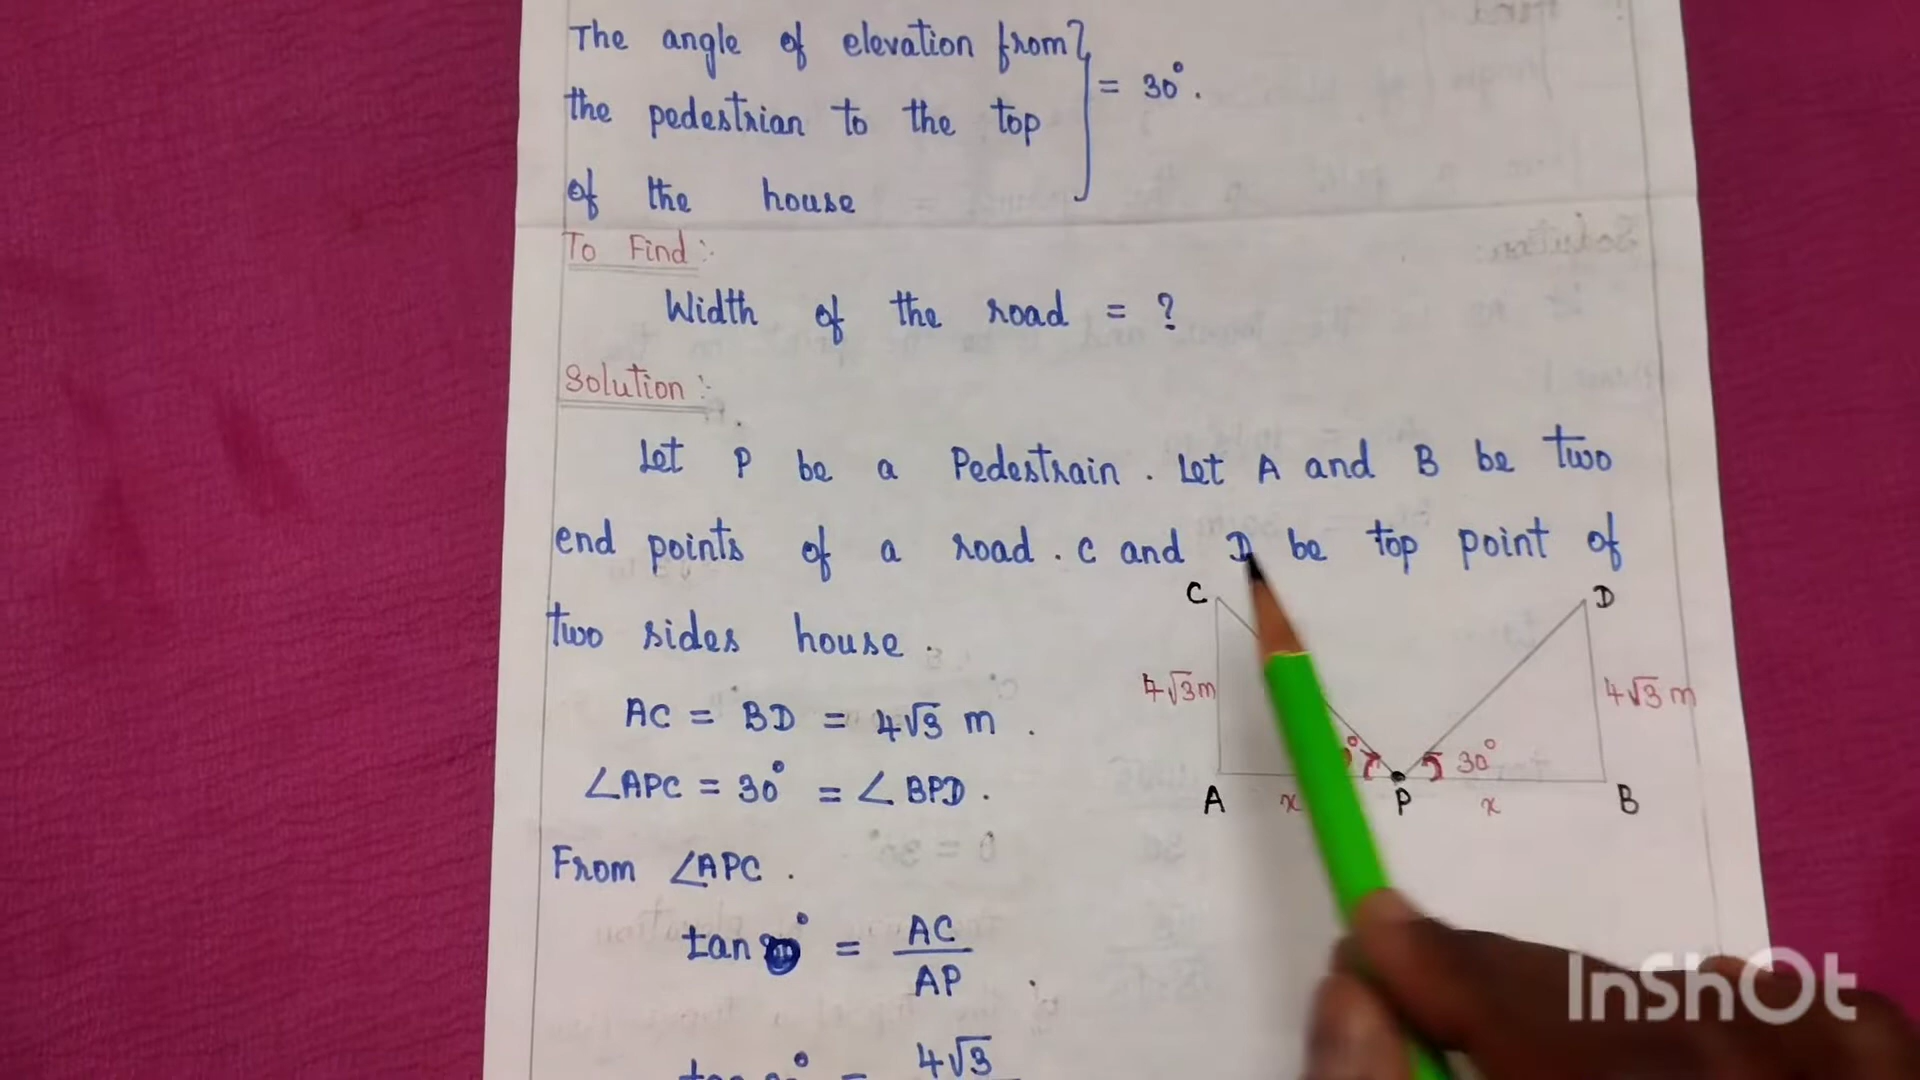 The angle of elevation from
the pedestrian to the top = 30°.
of the house
To Find :-
Width of the road = ?
Solution :-
Let P be a Pedestrain . Let A and B be two
end points of a road . C and D be top point of
two sides house .
C D
4√3m 4√3 m
30°
A x P x B
AC = BD = 4√3 m .
∠APC = 30° = ∠BPD .
From ∠APC .
tan ° = AC
AP .
4√3
InShOt